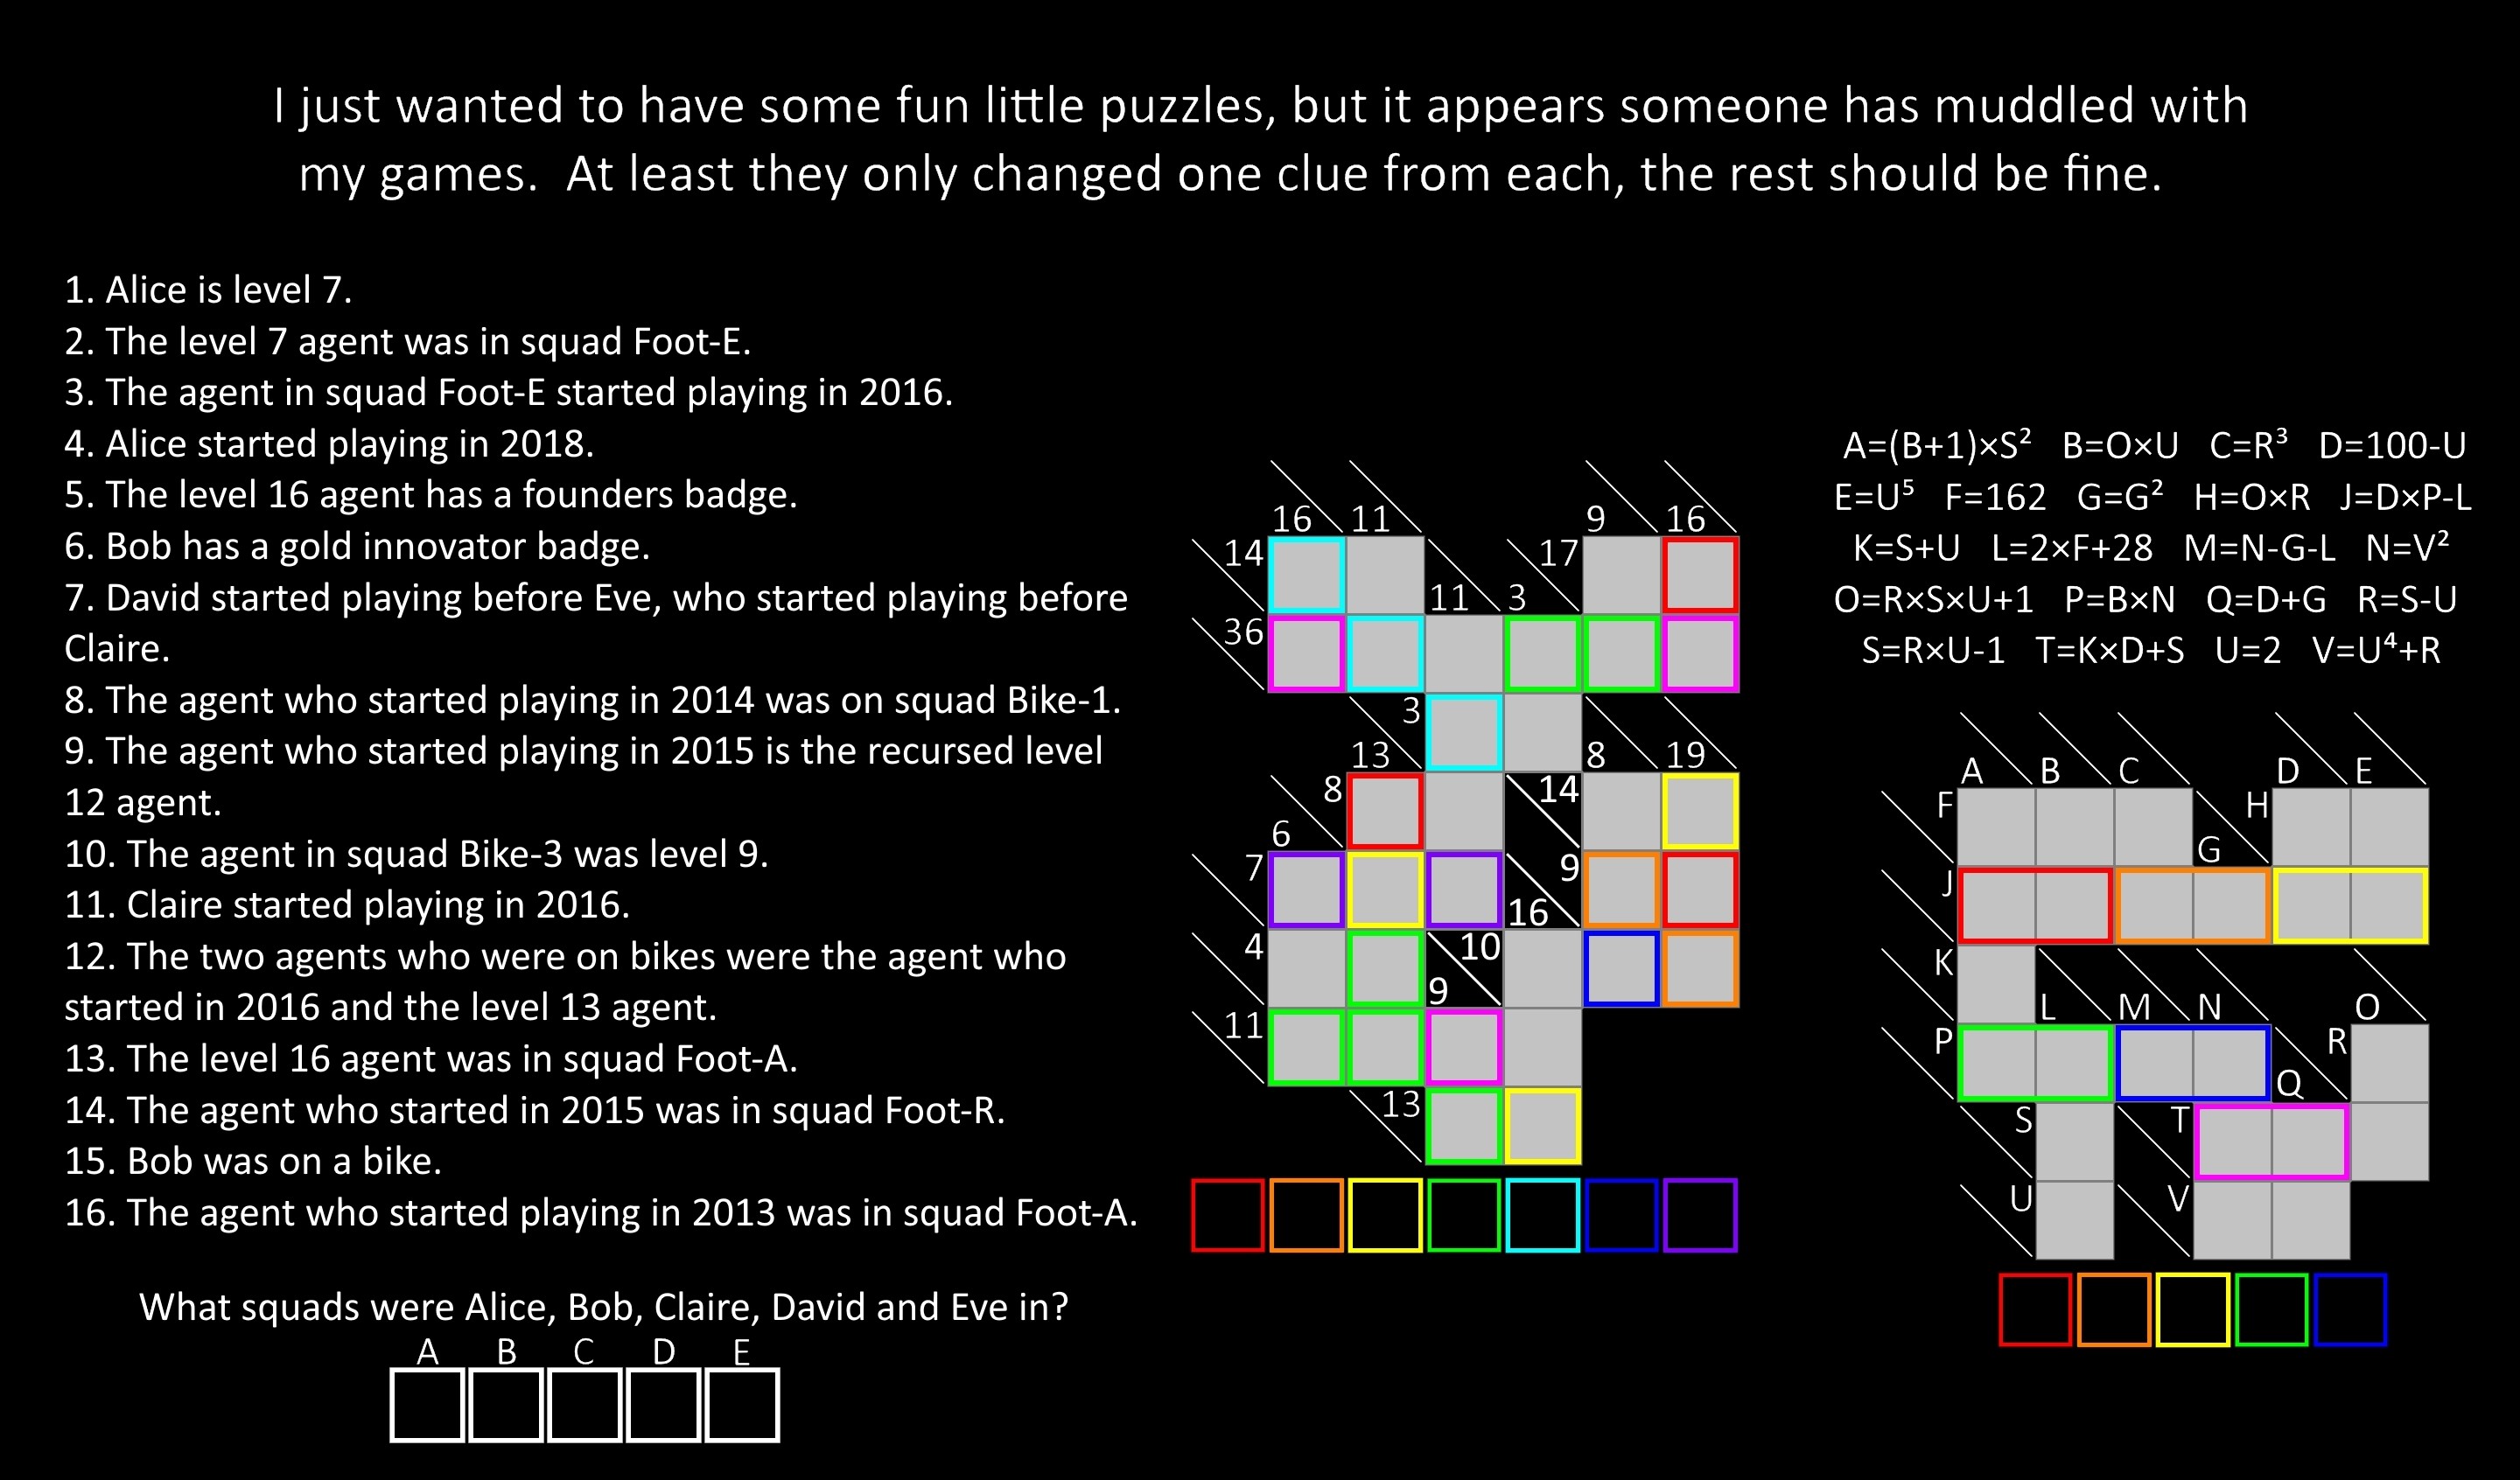 I just wanted to have some fun little puzzles, but it appears someone has muddled with
my games.  At least they only changed one clue from each, the rest should be fine.
1. Alice is level 7.
2. The level 7 agent was in squad Foot-E.
3. The agent in squad Foot-E started playing in 2016.
4. Alice started playing in 2018.
5. The level 16 agent has a founders badge.
6. Bob has a gold innovator badge.
7. David started playing before Eve, who started playing before
Claire.
8. The agent who started playing in 2014 was on squad Bike-1.
9. The agent who started playing in 2015 is the recursed level
12 agent.
10. The agent in squad Bike-3 was level 9.
11. Claire started playing in 2016.
12. The two agents who were on bikes were the agent who
started in 2016 and the level 13 agent.
13. The level 16 agent was in squad Foot-A.
14. The agent who started in 2015 was in squad Foot-R.
15. Bob was on a bike.
16. The agent who started playing in 2013 was in squad Foot-A.
What squads were Alice, Bob, Claire, David and Eve in?
A B C D E
16 11 9 16
14 17
11 3
36
3
13 8 19
8 14
6
7 9
16
4 10
9
11
13
A=(B+1)×S² B=O×U C=R³ D=100-U
E=U⁵ F=162 G=G² H=O×R J=D×P-L
K=S+U L=2×F+28 M=N-G-L N=V²
O=R×S×U+1 P=B×N Q=D+G R=S-U
S=R×U-1 T=K×D+S U=2 V=U⁴+R
A B C D E
F H
G
J
K
L M N O
P R
Q
S T
U V